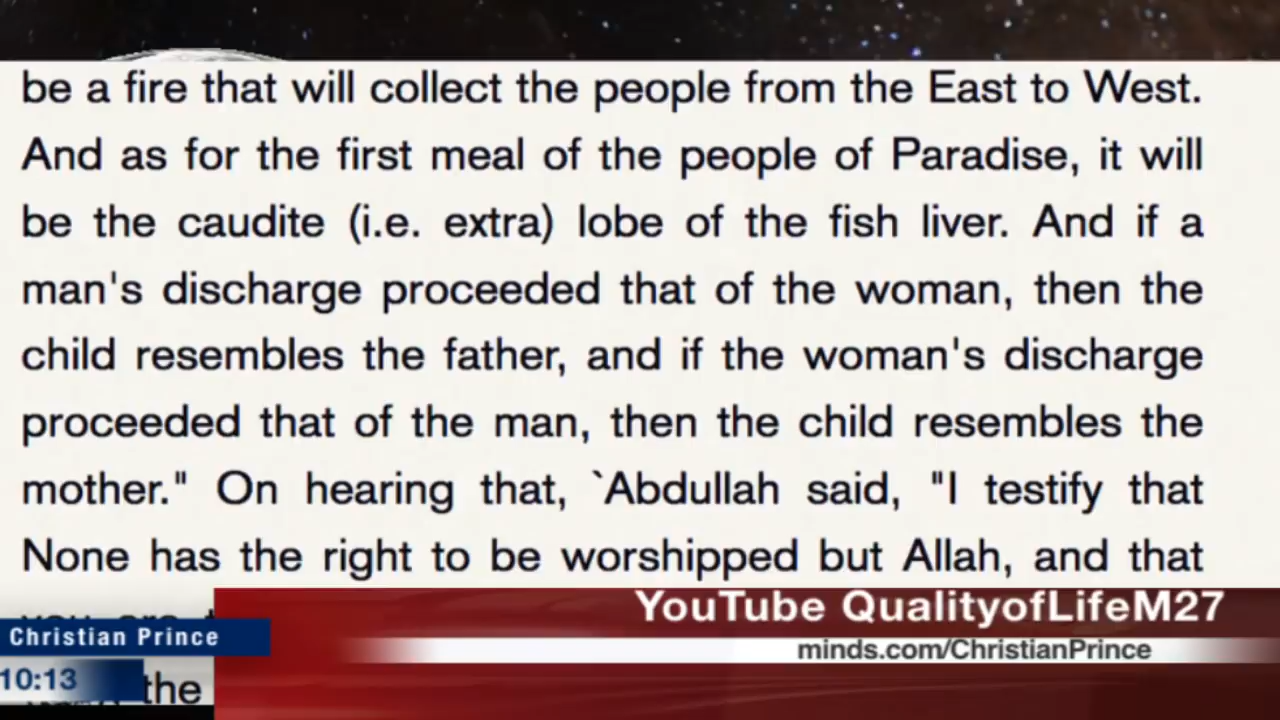 be a fire that will collect the people from the East to West.
And as for the first meal of the people of Paradise, it will
be the caudite (i.e. extra) lobe of the fish liver. And if a
man's discharge proceeded that of the woman, then the
child resembles the father, and if the woman's discharge
proceeded that of the man, then the child resembles the
mother." On hearing that, `Abdullah said, "I testify that
None has the right to be worshipped but Allah, and that
YouTube QualityofLifeM27
Christian Prince
minds.com/ChristianPrince
10:13
the